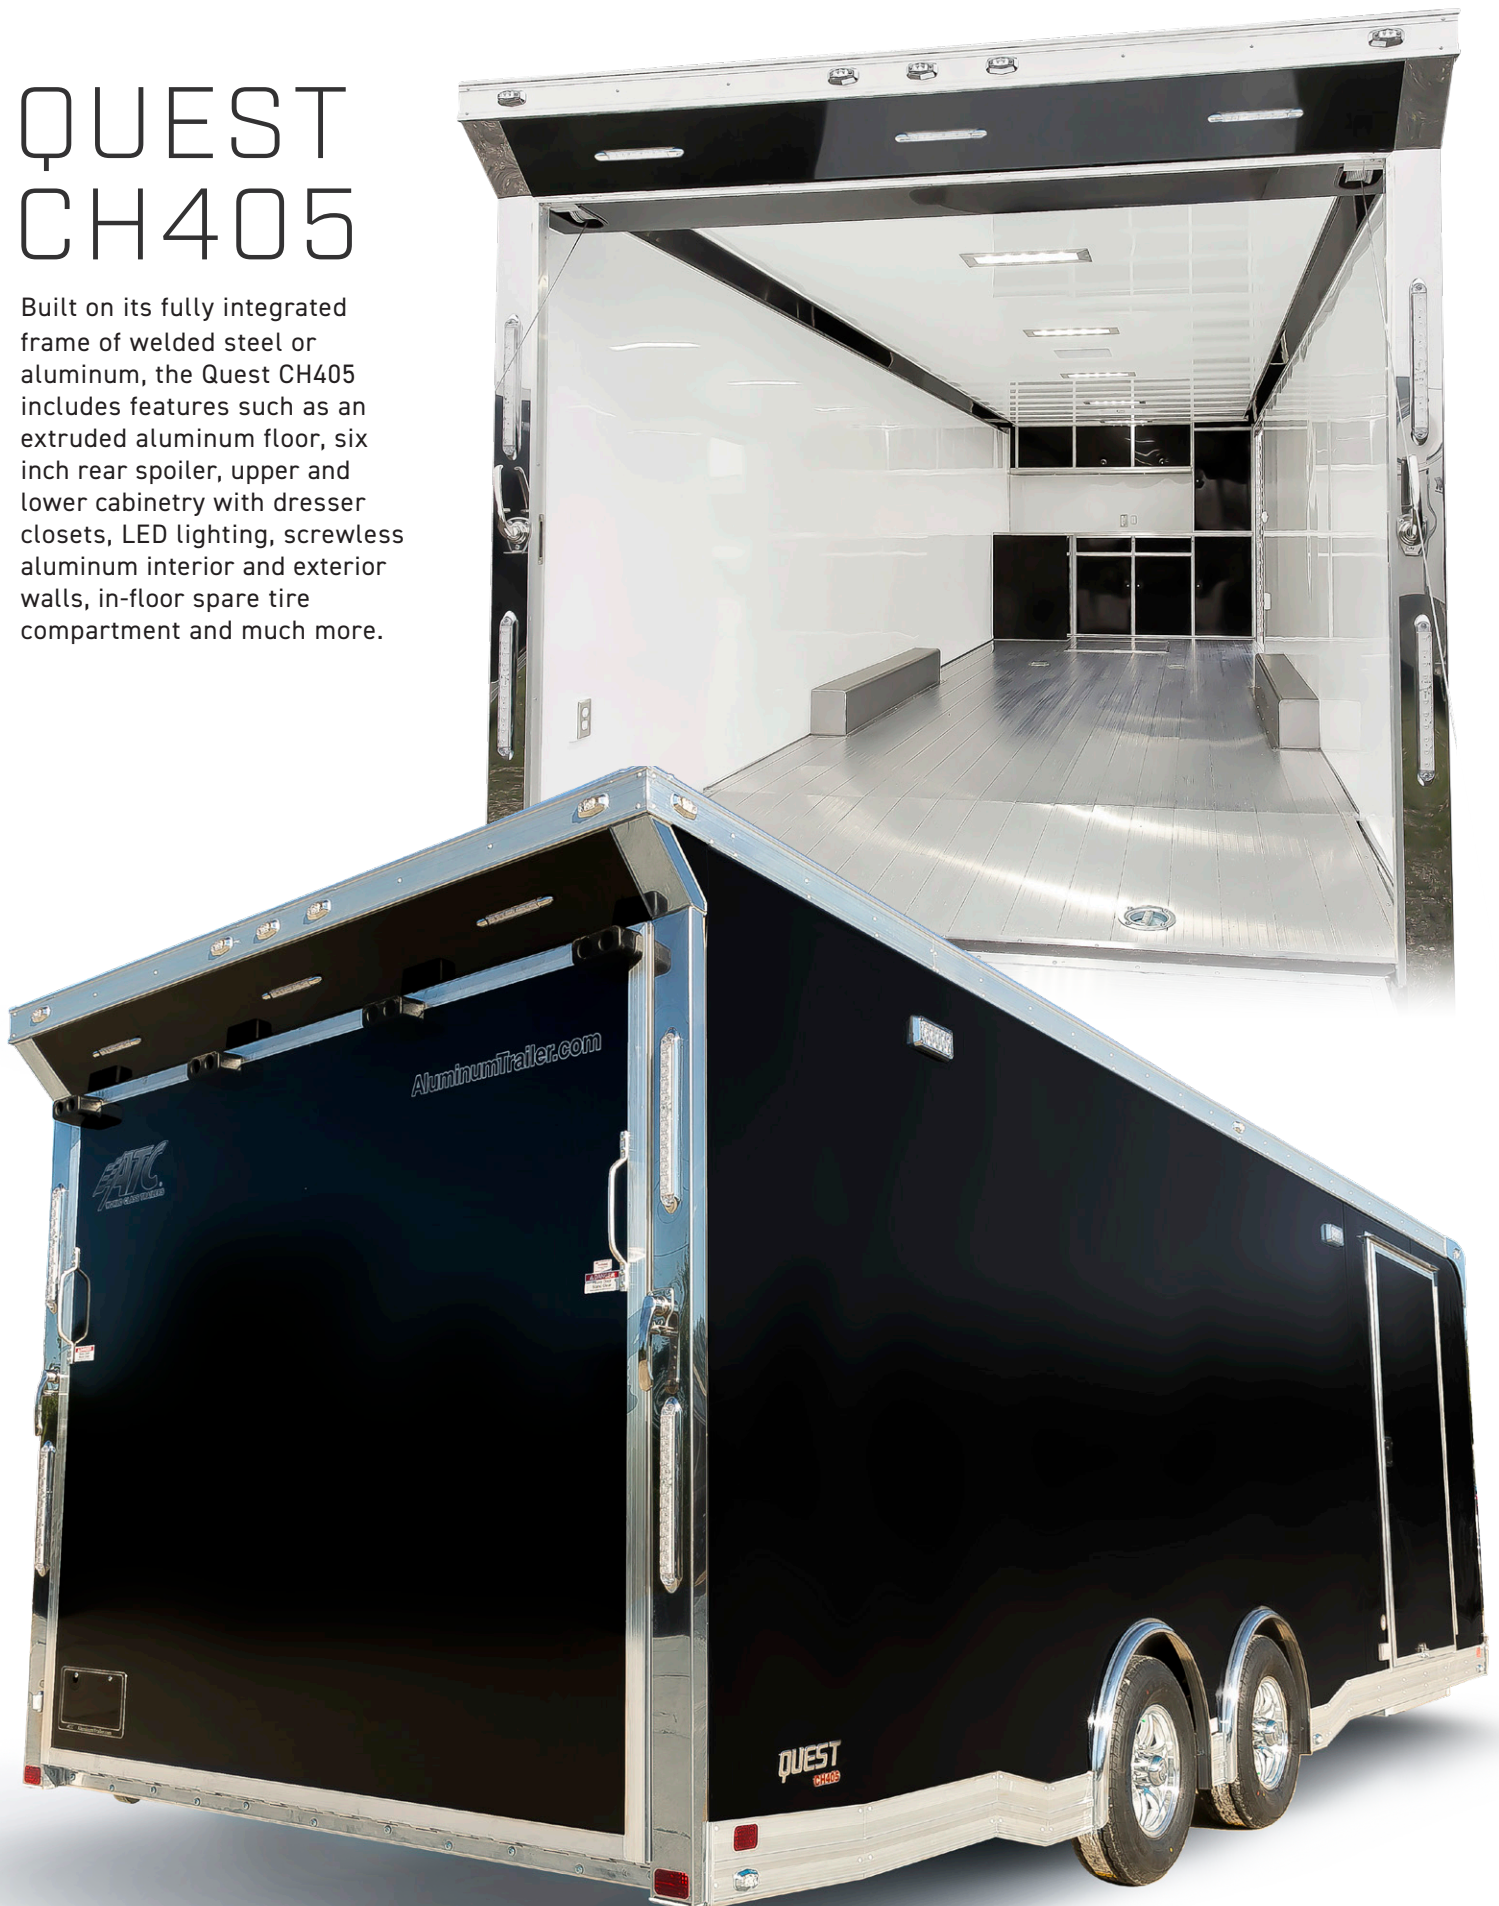 QUEST
CH405
Built on its fully integrated
frame of welded steel or
aluminum, the Quest CH405
includes features such as an
extruded aluminum floor, six
inch rear spoiler, upper and
lower cabinetry with dresser
closets, LED lighting, screwless
aluminum interior and exterior
walls, in-floor spare tire
compartment and much more.
AluminumTrailer.com
ATC
DANGER
QUEST
CH405